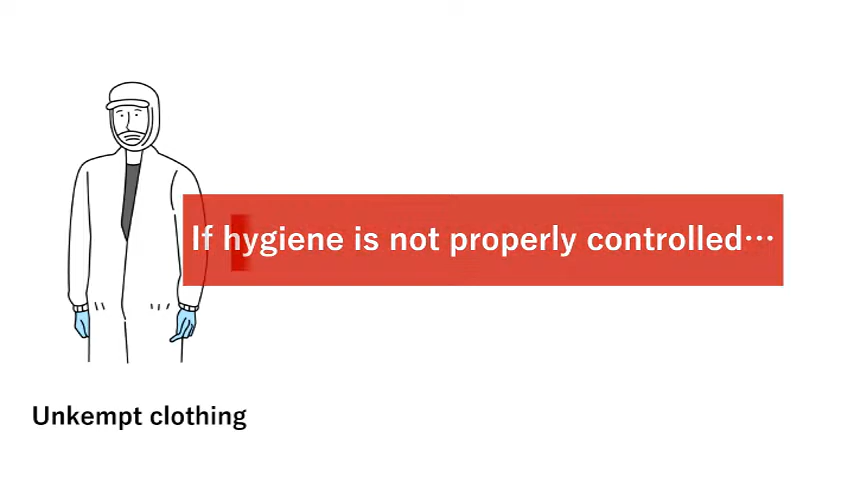 If hygiene is not properly controlled…
Unkempt clothing